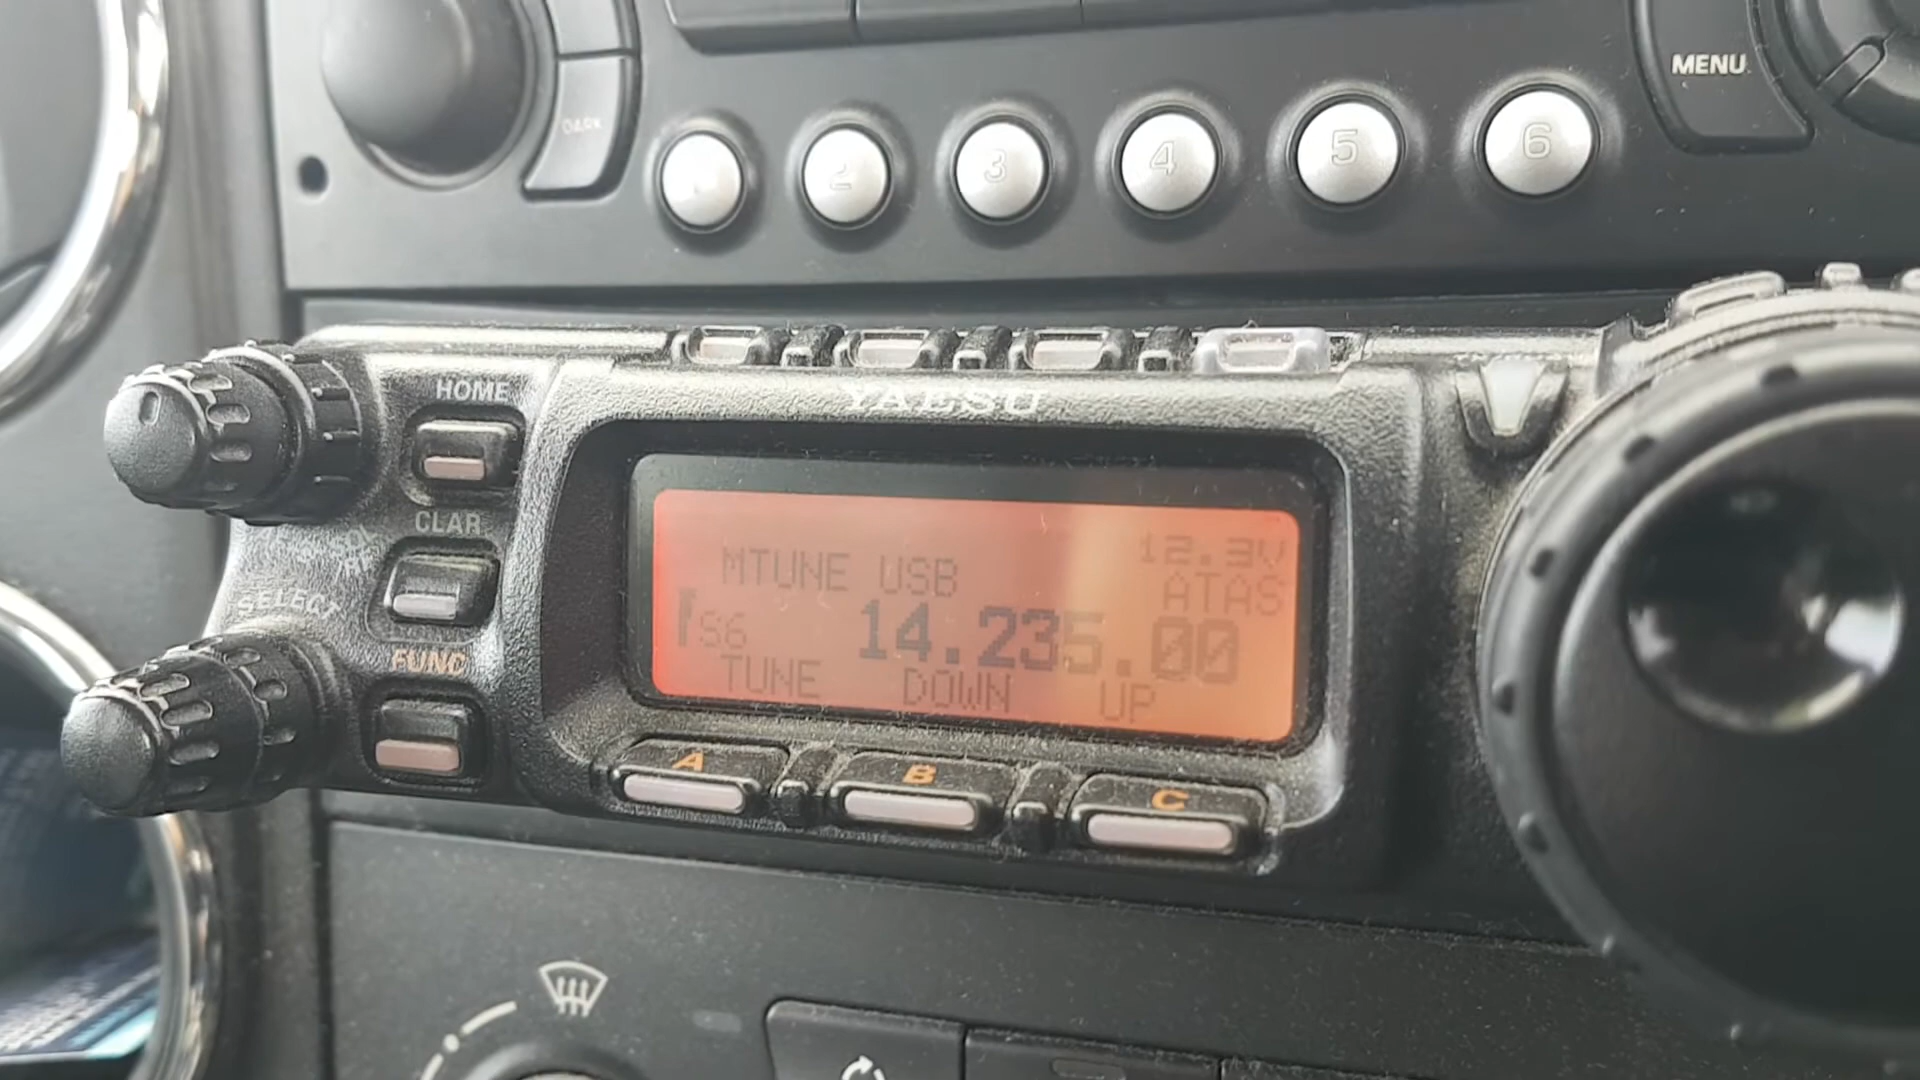 MENU
DARK
2
3
4
5
6
YAESU
HOME
CLAR
SELECT
FUNC
12.3V
MTUNE USB
ATAS
S6
14.235.00
TUNE DOWN UP
A
B
C